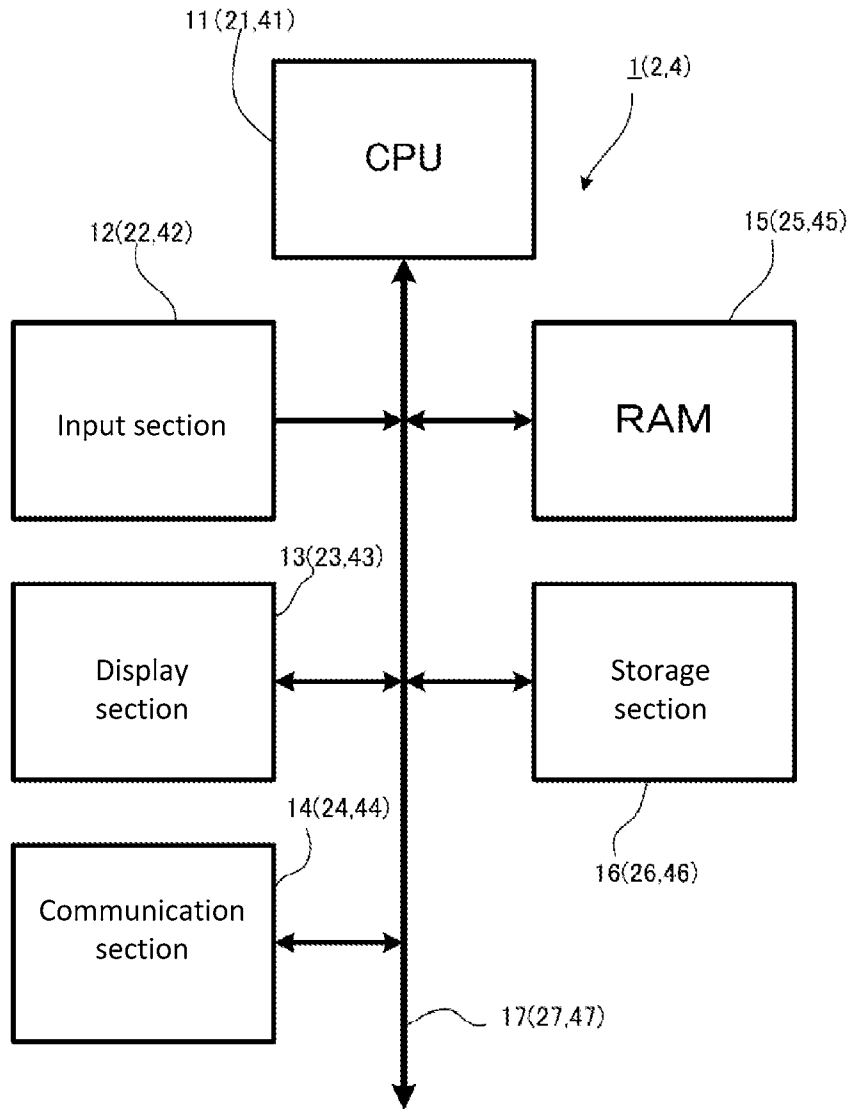 11(21,41)
1(2,4)
CPU
12(22,42)
15(25,45)
Input section
RAM
13(23,43)
Display
section
Storage
section
14(24,44)
16(26,46)
Communication
section
17(27,47)